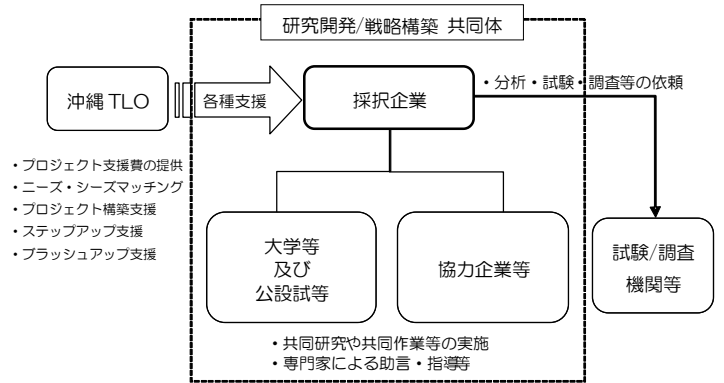 研究開発/戦略構築 共同体
沖縄 TLO
各種支援
採択企業
・分析・試験・調査等の依頼
・プロジェクト支援費の提供
・ニーズ・シーズマッチング
・プロジェクト構築支援
・ステップアップ支援
・ブラッシュアップ支援
大学等
及び
公設試等
協力企業等
試験/調査
機関等
・共同研究や共同作業等の実施
・専門家による助言・指導等